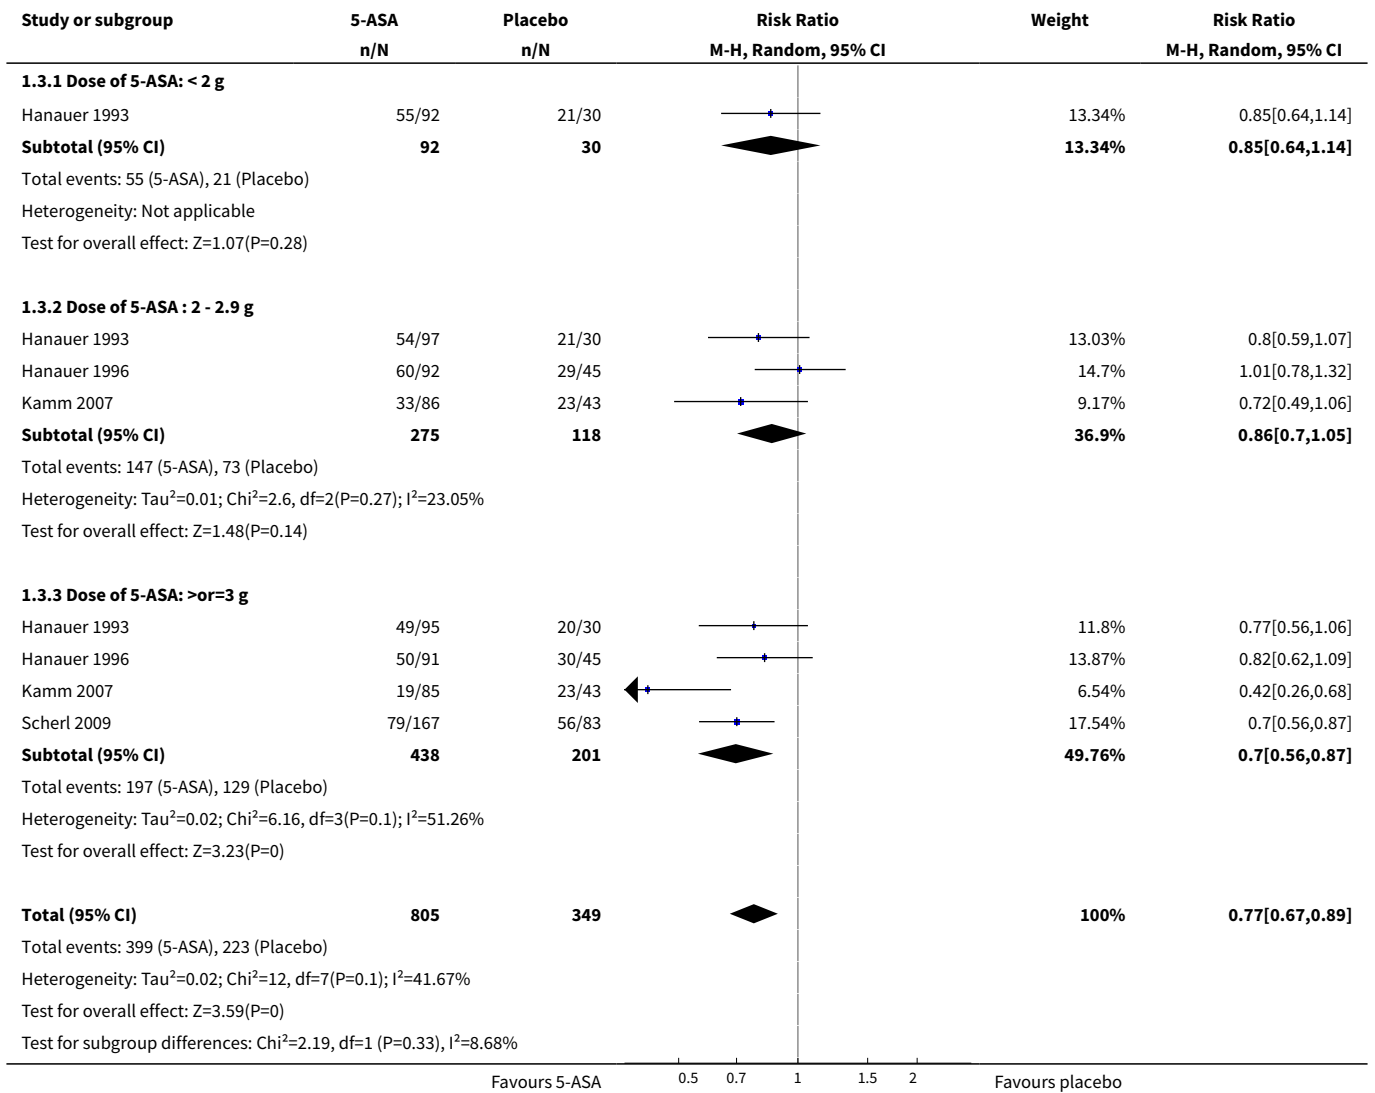 Study or subgroup 5-ASA Placebo Risk Ratio Weight Risk Ratio
n/N n/N M-H, Random, 95% CI M-H, Random, 95% CI
1.3.1 Dose of 5-ASA: < 2 g
Hanauer 1993 55/92 21/30 13.34% 0.85[0.64,1.14]
Subtotal (95% CI) 92 30 13.34% 0.85[0.64,1.14]
Total events: 55 (5-ASA), 21 (Placebo)
Heterogeneity: Not applicable
Test for overall effect: Z=1.07(P=0.28)
1.3.2 Dose of 5-ASA : 2 - 2.9 g
Hanauer 1993 54/97 21/30 13.03% 0.8[0.59,1.07]
Hanauer 1996 60/92 29/45 14.7% 1.01[0.78,1.32]
Kamm 2007 33/86 23/43 9.17% 0.72[0.49,1.06]
Subtotal (95% CI) 275 118 36.9% 0.86[0.7,1.05]
Total events: 147 (5-ASA), 73 (Placebo)
Heterogeneity: Tau²=0.01; Chi²=2.6, df=2(P=0.27); I²=23.05%
Test for overall effect: Z=1.48(P=0.14)
1.3.3 Dose of 5-ASA: >or=3 g
Hanauer 1993 49/95 20/30 11.8% 0.77[0.56,1.06]
Hanauer 1996 50/91 30/45 13.87% 0.82[0.62,1.09]
Kamm 2007 19/85 23/43 6.54% 0.42[0.26,0.68]
Scherl 2009 79/167 56/83 17.54% 0.7[0.56,0.87]
Subtotal (95% CI) 438 201 49.76% 0.7[0.56,0.87]
Total events: 197 (5-ASA), 129 (Placebo)
Heterogeneity: Tau²=0.02; Chi²=6.16, df=3(P=0.1); I²=51.26%
Test for overall effect: Z=3.23(P=0)
Total (95% CI) 805 349 100% 0.77[0.67,0.89]
Total events: 399 (5-ASA), 223 (Placebo)
Heterogeneity: Tau²=0.02; Chi²=12, df=7(P=0.1); I²=41.67%
Test for overall effect: Z=3.59(P=0)
Test for subgroup differences: Chi²=2.19, df=1 (P=0.33), I²=8.68%
Favours 5-ASA 0.5 0.7 1 1.5 2 Favours placebo